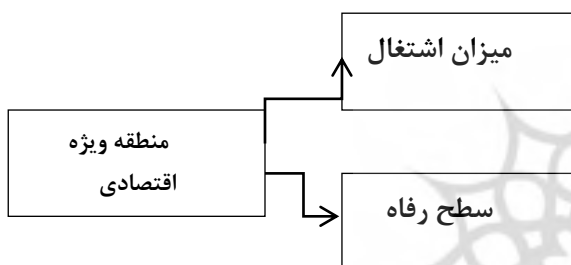 میزان اشتغال
منطقه ویژه
اقتصادی
سطح رفاه